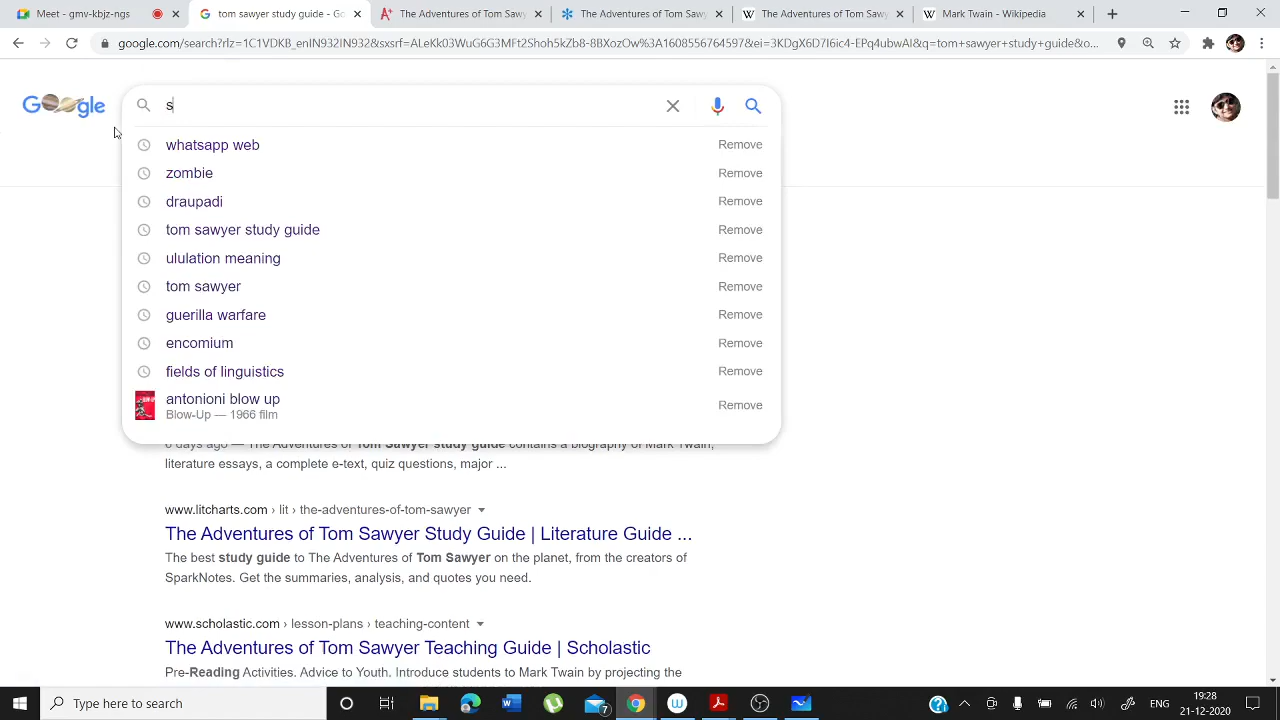 Meet - gmv-kbjz-mgs
tom sawyer study guide - Go
The Adventures of Tom Sawy
The Adventures of Tom Sawy
The Adventures of Tom Sawy
Mark Twain - Wikipedia
google.com/search?rlz=1C1VDKB_enIN932IN932&sxsrf=ALeKk03WuG6G3MFt2Stoh5kZb8-8BXozOw%3A1608556764597&ei=3KDgX6D7I6ic4-EPq4ubwAI&q=tom+sawyer+study+guide&o...
Google
s
whatsapp web Remove
zombie Remove
draupadi Remove
tom sawyer study guide Remove
ululation meaning Remove
tom sawyer Remove
guerilla warfare Remove
encomium Remove
fields of linguistics Remove
antonioni blow up Remove
Blow-Up — 1966 film
6 days ago — The Adventures of Tom Sawyer study guide contains a biography of Mark Twain,
literature essays, a complete e-text, quiz questions, major ...
www.litcharts.com › lit › the-adventures-of-tom-sawyer
The Adventures of Tom Sawyer Study Guide | Literature Guide ...
The best study guide to The Adventures of Tom Sawyer on the planet, from the creators of
SparkNotes. Get the summaries, analysis, and quotes you need.
www.scholastic.com › lesson-plans › teaching-content
The Adventures of Tom Sawyer Teaching Guide | Scholastic
Pre-Reading Activities. Advice to Youth. Introduce students to Mark Twain by projecting the
Type here to search
ENG
19:28
21-12-2020